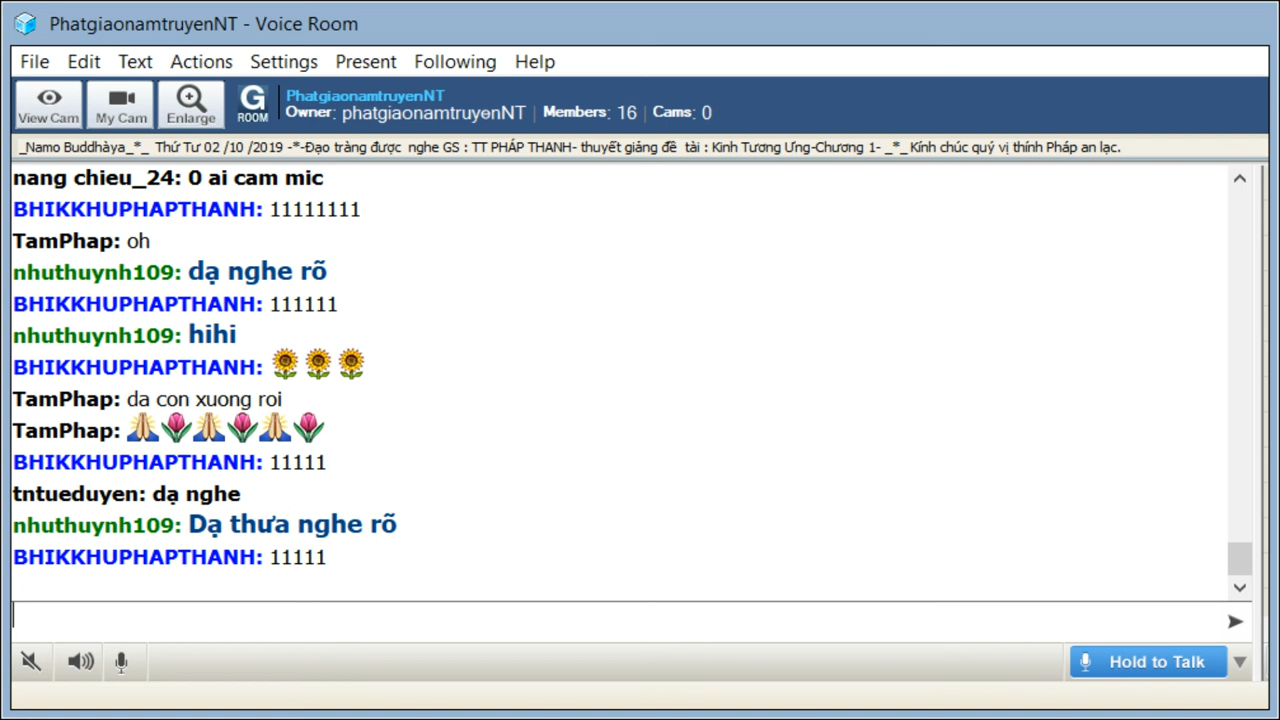 PhatgiaonamtruyenNT - Voice Room
File Edit Text Actions Settings Present Following Help
View Cam My Cam Enlarge G ROOM
PhatgiaonamtruyenNT
Owner: phatgiaonamtruyenNT | Members: 16 | Cams: 0
_Namo Buddhàya_*_ Thứ Tư 02 /10 /2019 -*-Đạo tràng được nghe GS : TT PHÁP THANH- thuyết giảng đề tài : Kinh Tương Ưng-Chương 1- _*_ Kính chúc quý vị thính Pháp an lạc.
nang chieu_24: 0 ai cam mic
BHIKKHUPHAPTHANH: 11111111
TamPhap: oh
nhuthuynh109: dạ nghe rõ
BHIKKHUPHAPTHANH: 111111
nhuthuynh109: hihi
BHIKKHUPHAPTHANH: 🌻🌻🌻
TamPhap: da con xuong roi
TamPhap: 🙏🌷🙏🌷🙏🌷
BHIKKHUPHAPTHANH: 11111
tntueduyen: dạ nghe
nhuthuynh109: Dạ thưa nghe rõ
BHIKKHUPHAPTHANH: 11111
Hold to Talk